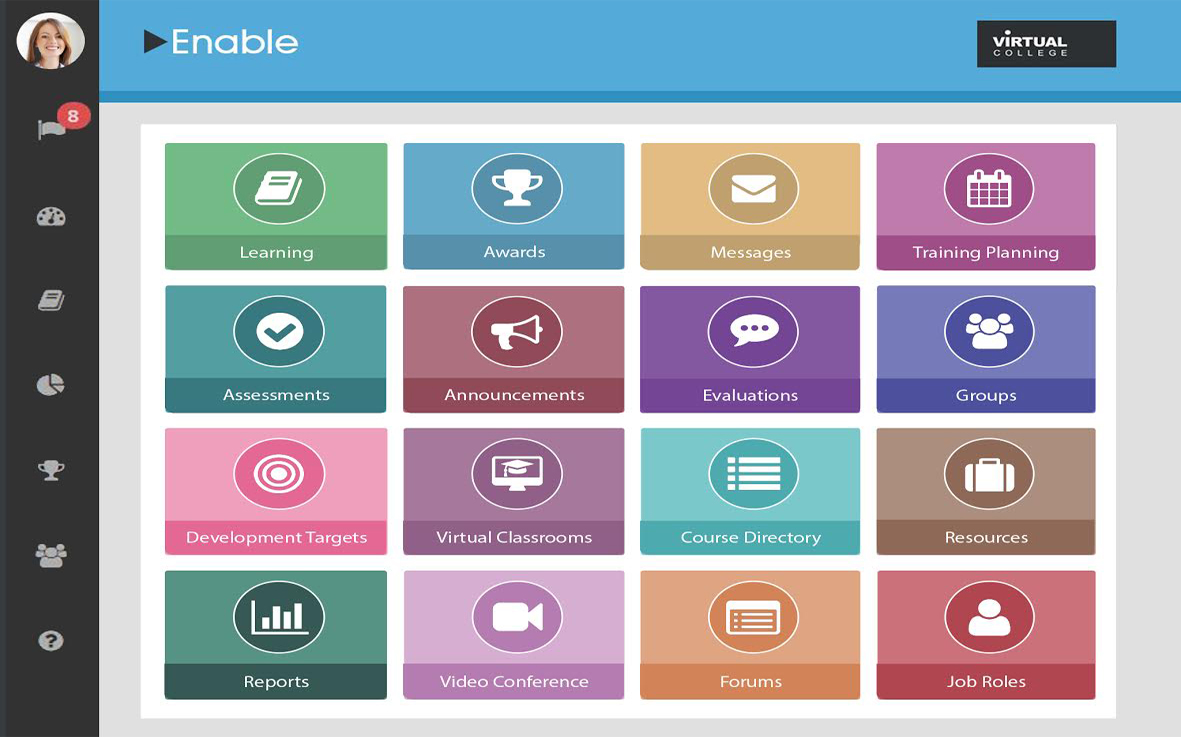 Enable
VIRTUAL
COLLEGE
8
Learning
Awards
Messages
Training Planning
Assessments
Announcements
Evaluations
Groups
Development Targets
Virtual Classrooms
Course Directory
Resources
Reports
Video Conference
Forums
Job Roles
?